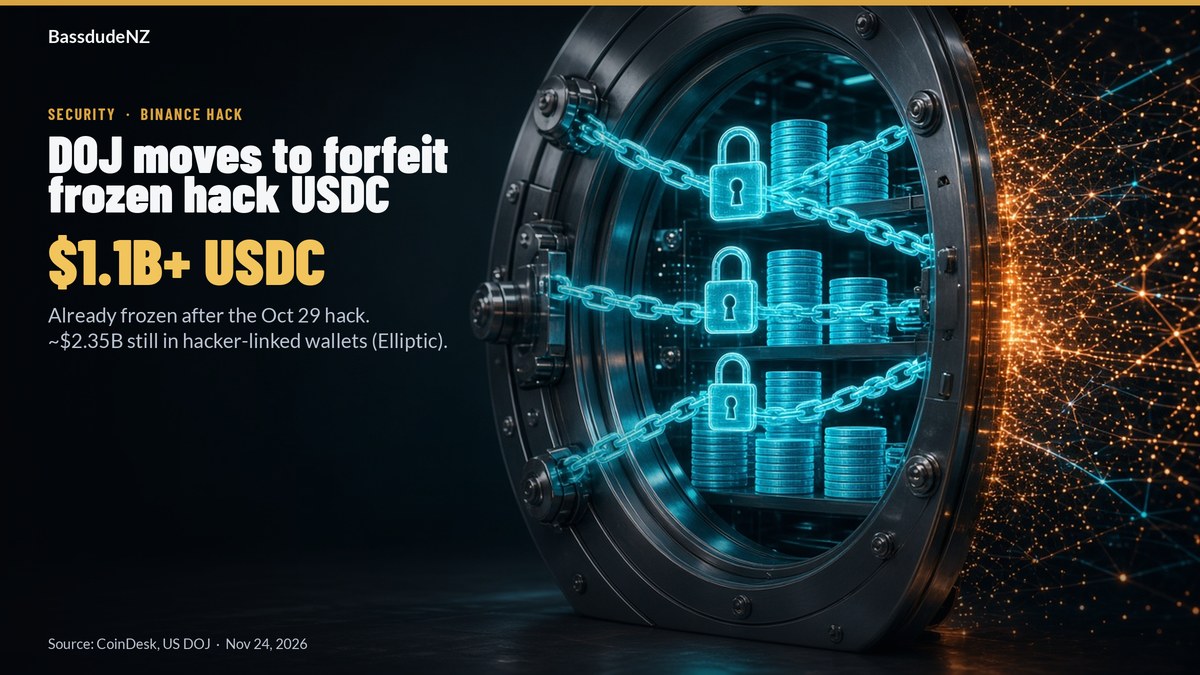 BassdudeNZ
SECURITY · BINANCE HACK
DOJ moves to forfeit
frozen hack USDC
$1.1B+ USDC
Already frozen after the Oct 29 hack.
~$2.35B still in hacker-linked wallets (Elliptic).
Source: CoinDesk, US DOJ · Nov 24, 2026